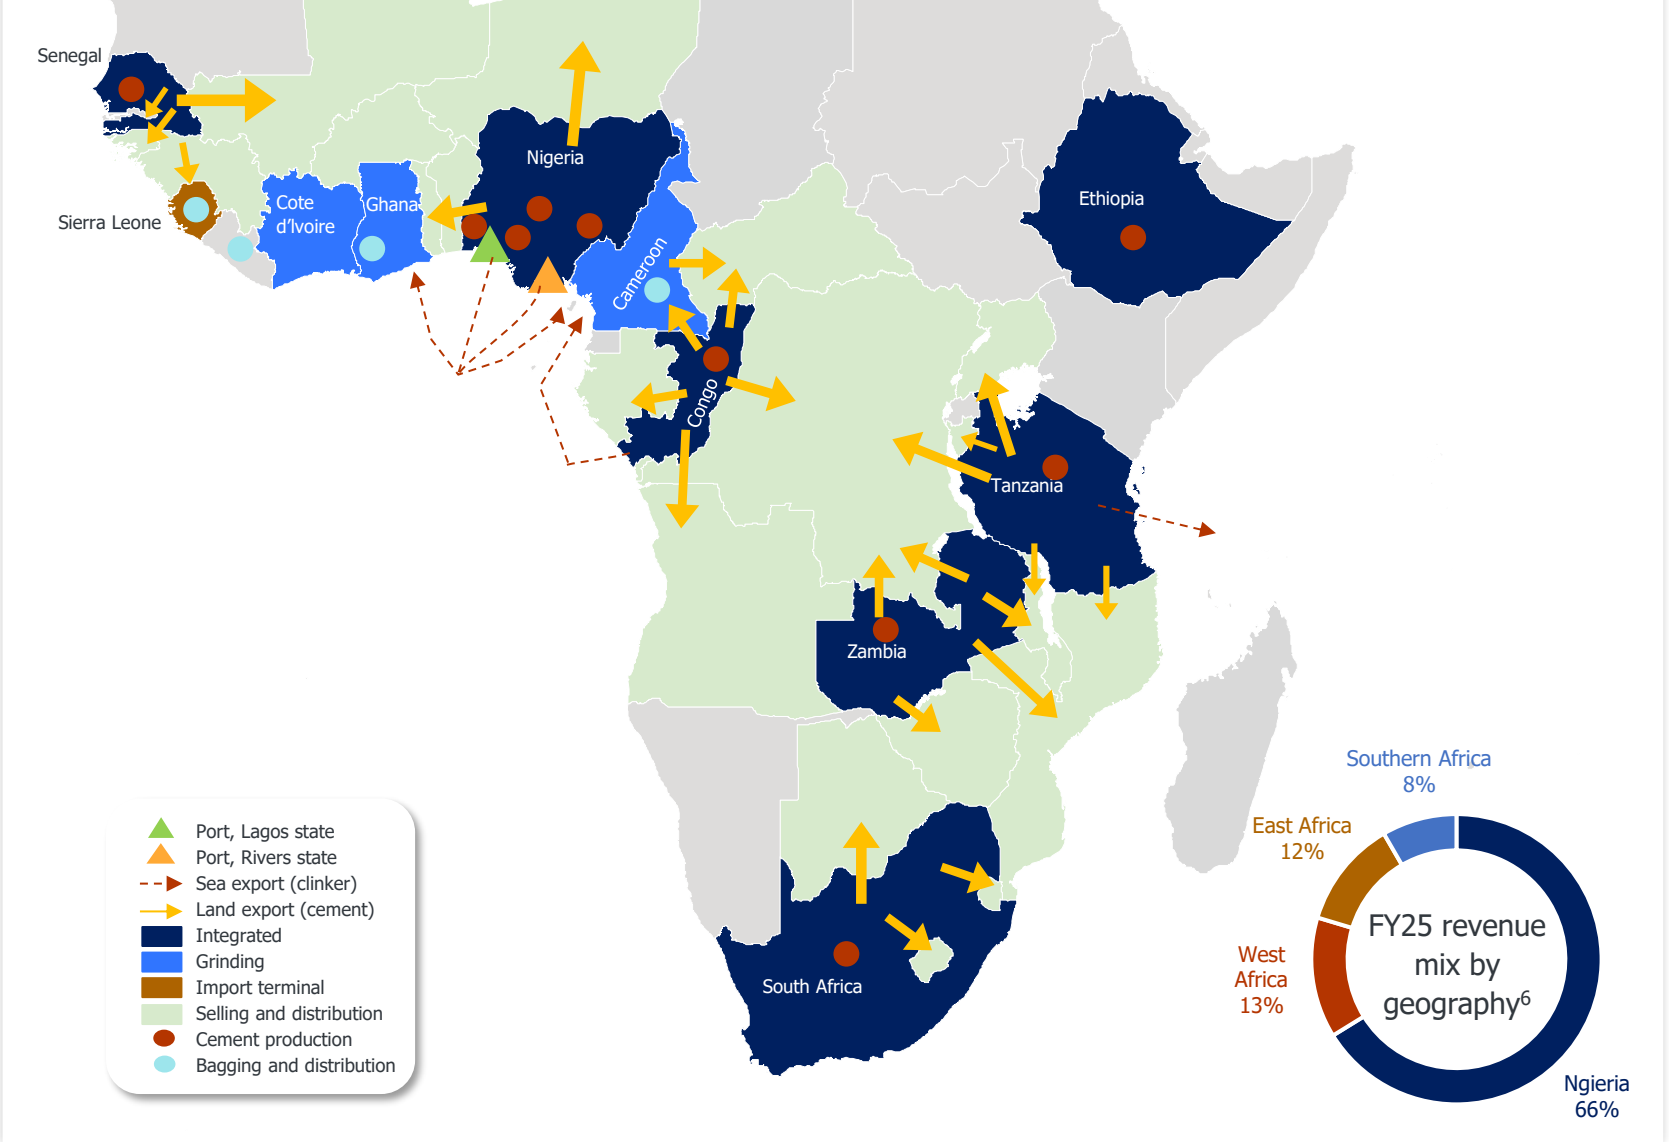 Senegal
Nigeria
Ethiopia
Cote
d'Ivoire
Ghana
Sierra Leone
Cameroon
Congo
Tanzania
Zambia
South Africa
Port, Lagos state
Port, Rivers state
Sea export (clinker)
Land export (cement)
Integrated
Grinding
Import terminal
Selling and distribution
Cement production
Bagging and distribution
Southern Africa
8%
East Africa
12%
West
Africa
13%
FY25 revenue
mix by
geography⁶
Ngieria
66%